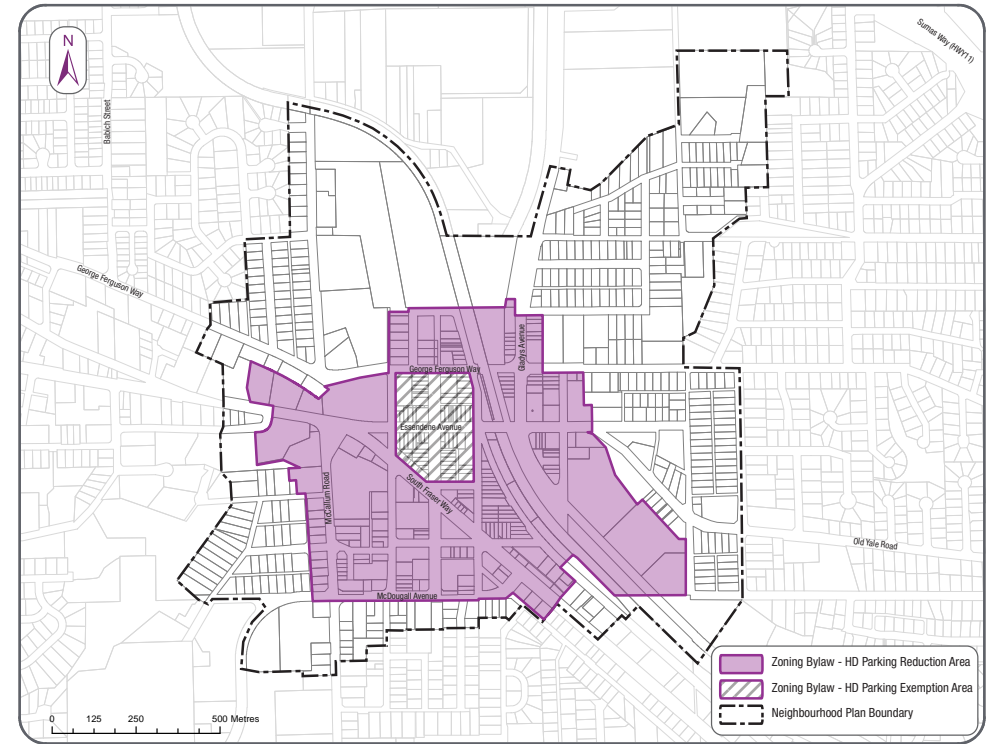 N
Sumas Way (HWY11)
Babich Street
George Ferguson Way
Gladys Avenue
George Ferguson Way
Essendene Avenue
South Fraser Way
McCallum Road
Old Yale Road
McDougall Avenue
Zoning Bylaw - HD Parking Reduction Area
Zoning Bylaw - HD Parking Exemption Area
Neighbourhood Plan Boundary
0 125 250 500 Metres